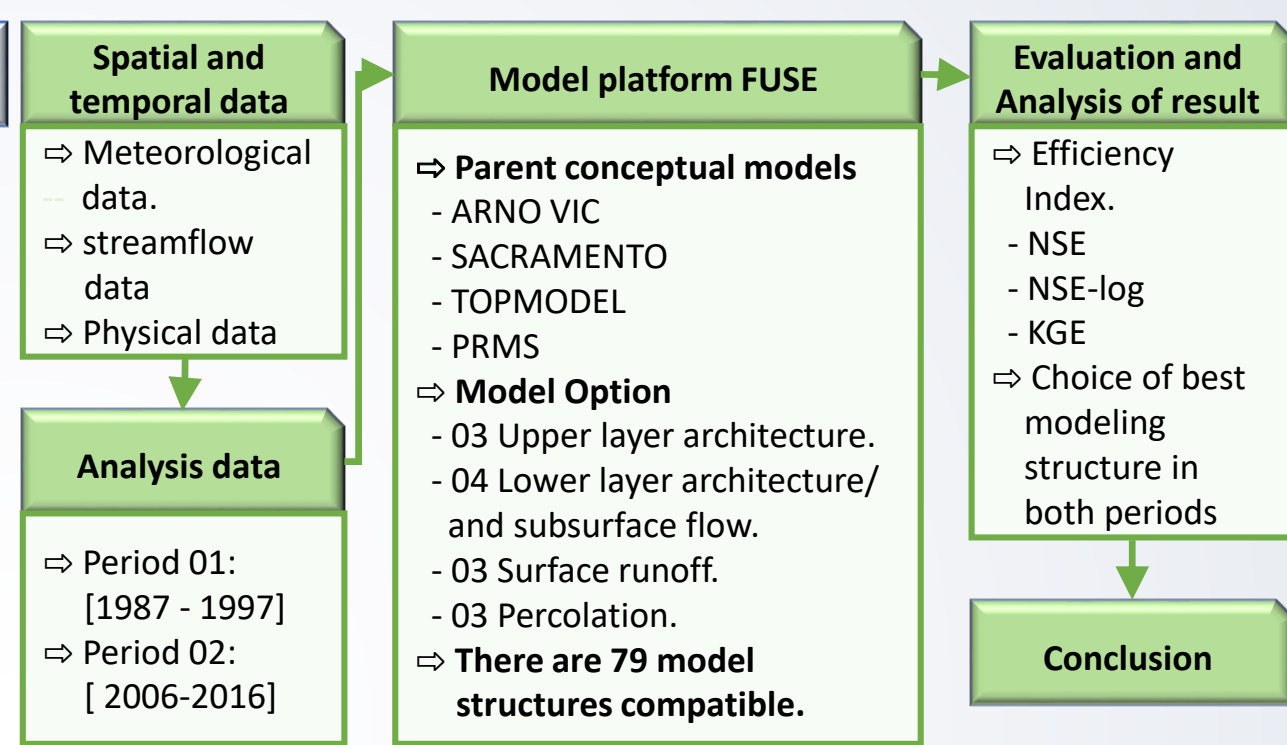 Spatial and
temporal data
⇨ Meteorological
data.
⇨ streamflow
data
⇨ Physical data
Analysis data
⇨ Period 01:
[1987 - 1997]
⇨ Period 02:
[ 2006-2016]
Model platform FUSE
⇨ Parent conceptual models
- ARNO VIC
- SACRAMENTO
- TOPMODEL
- PRMS
⇨ Model Option
- 03 Upper layer architecture.
- 04 Lower layer architecture/
and subsurface flow.
- 03 Surface runoff.
- 03 Percolation.
⇨ There are 79 model
structures compatible.
Evaluation and
Analysis of result
⇨ Efficiency
Index.
- NSE
- NSE-log
- KGE
⇨ Choice of best
modeling
structure in
both periods
Conclusion